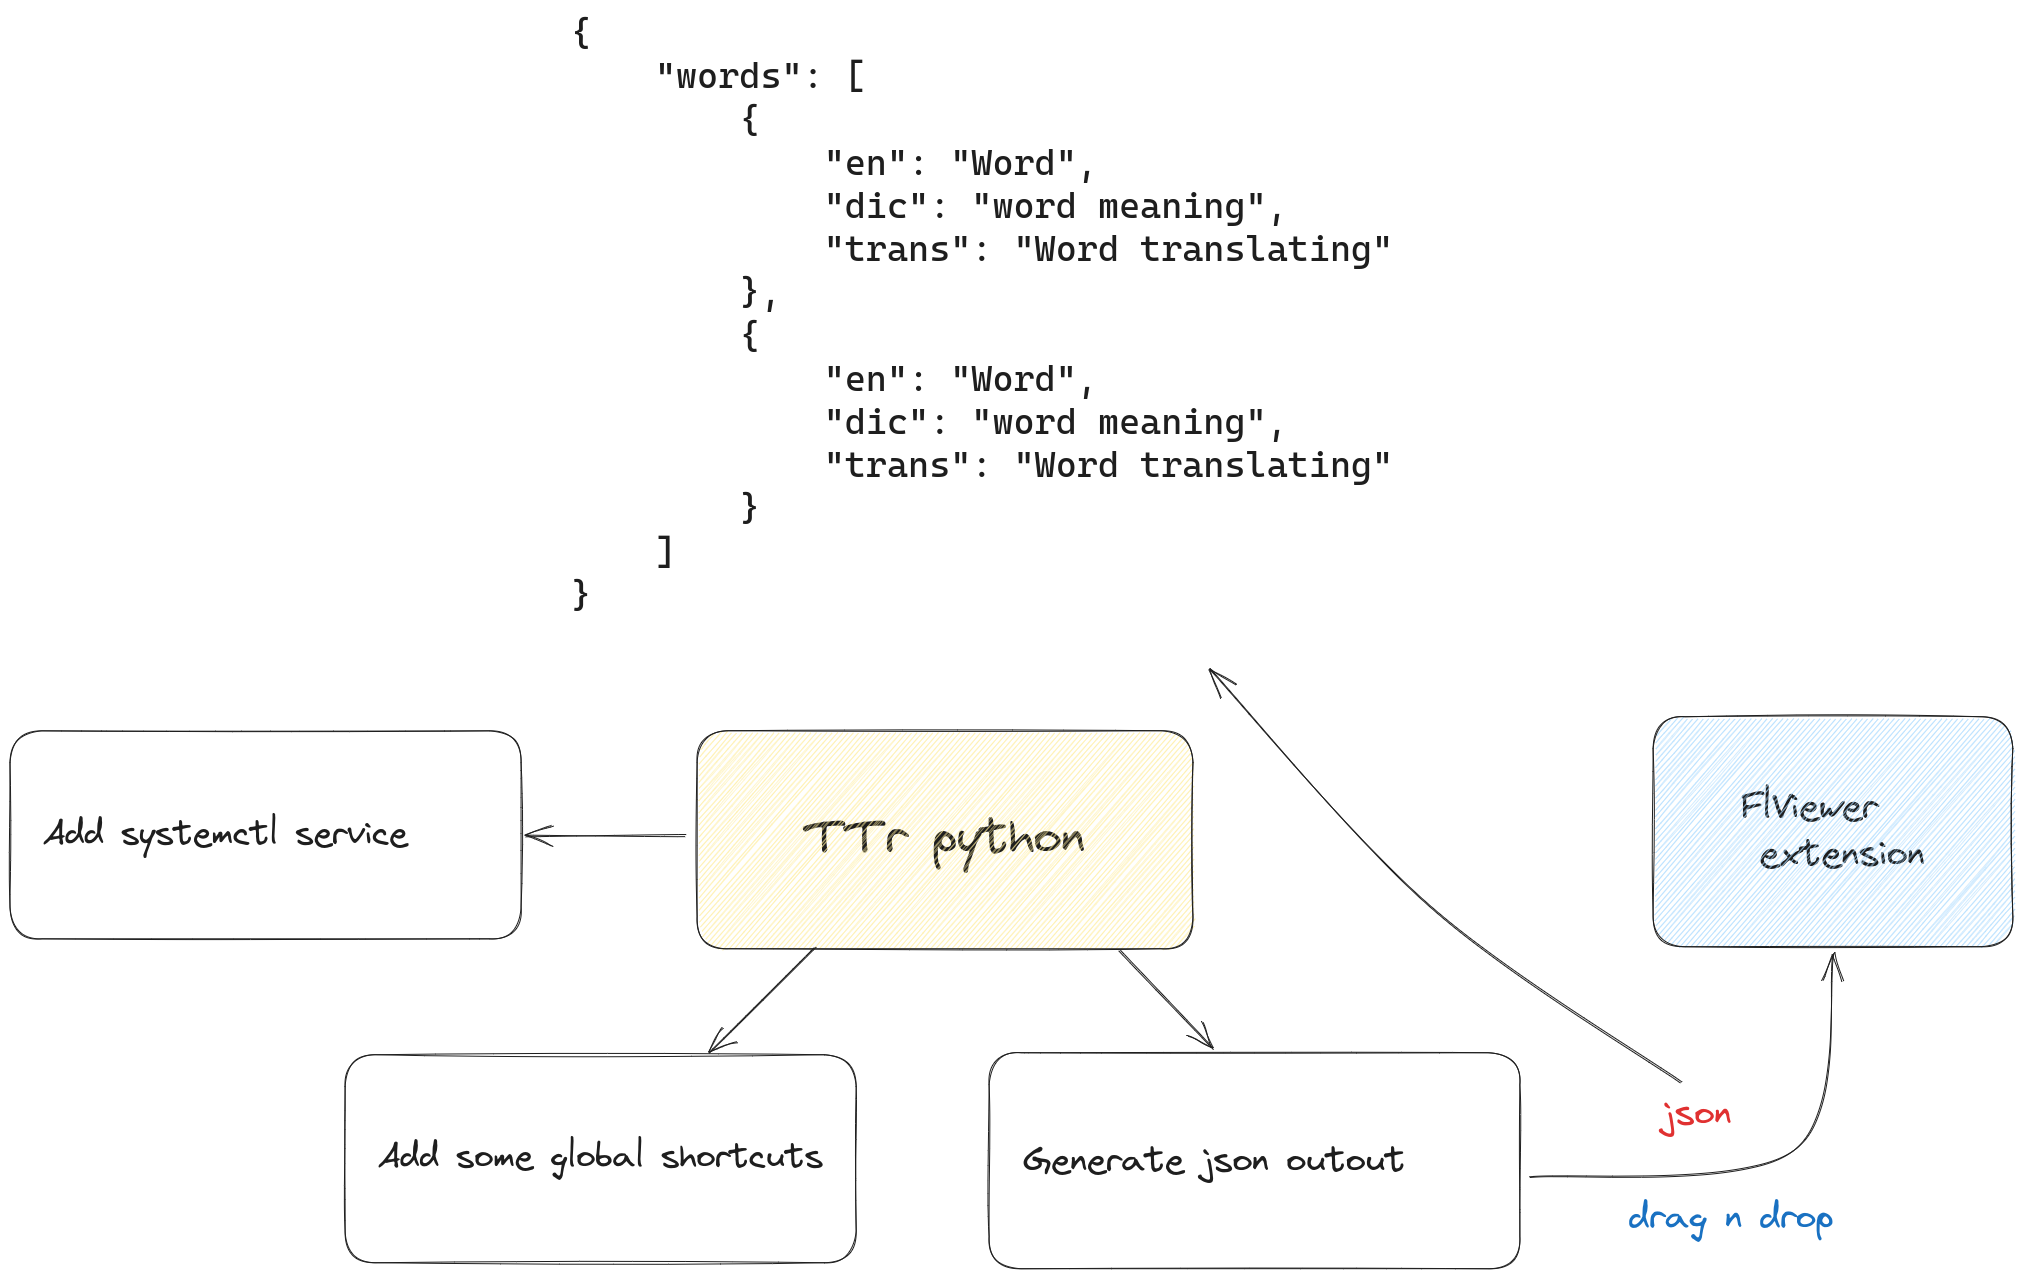 {
"words": [
{
"en": "Word",
"dic": "word meaning",
"trans": "Word translating"
},
{
"en": "Word",
"dic": "word meaning",
"trans": "Word translating"
}
]
}
Add systemctl service
TTr python
FlViewer
extension
Add some global shortcuts
Generate json outout
json
drag n drop